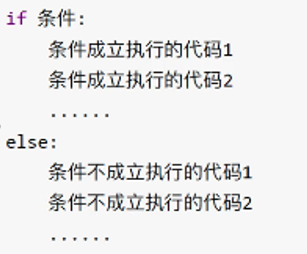 if 条件:
    条件成立执行的代码1
    条件成立执行的代码2
    ......
else:
    条件不成立执行的代码1
    条件不成立执行的代码2
    ......